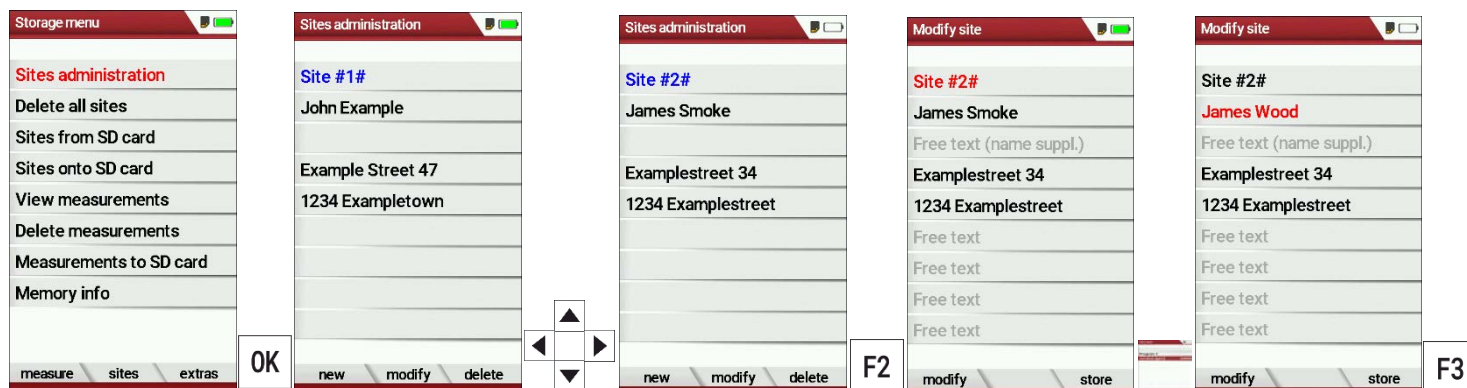 Storage menu
Sites administration
Delete all sites
Sites from SD card
Sites onto SD card
View measurements
Delete measurements
Measurements to SD card
Memory info
measure sites extras
OK
Sites administration
Site #1#
John Example
Example Street 47
1234 Exampletown
new modify delete
Sites administration
Site #2#
James Smoke
Examplestreet 34
1234 Examplestreet
new modify delete
F2
Modify site
Site #2#
James Smoke
Free text (name suppl.)
Examplestreet 34
1234 Examplestreet
Free text
Free text
Free text
Free text
modify store
Modify site
Site #2#
James Wood
Free text (name suppl.)
Examplestreet 34
1234 Examplestreet
Free text
Free text
Free text
Free text
modify store
F3